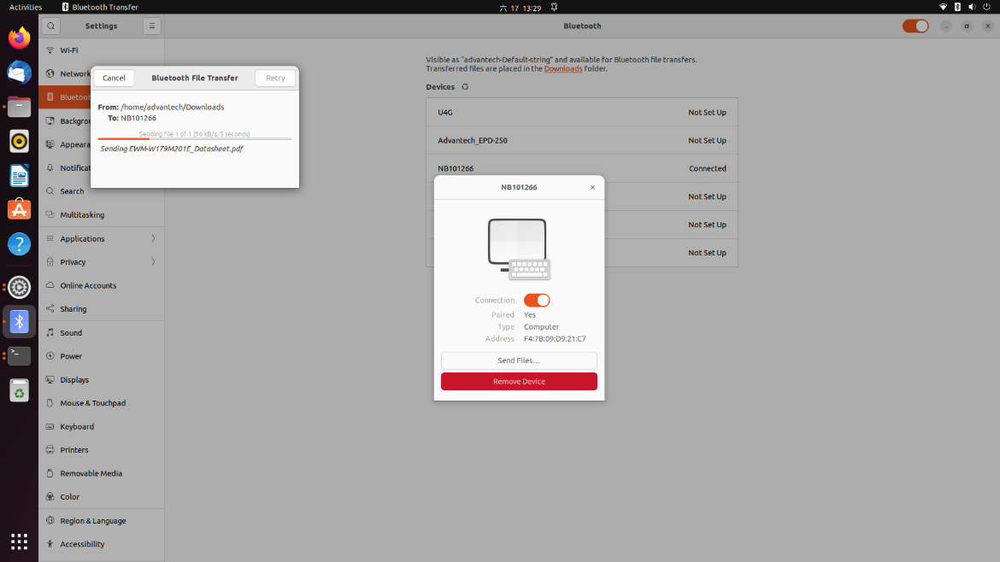 Activities
Bluetooth Transfer
六 17 13:29
Settings
Bluetooth
Wi-Fi
Network
Bluetoo
Backgrou
Appeara
Notificat
Search
Multitasking
Applications
Privacy
Online Accounts
Sharing
Sound
Power
Displays
Mouse & Touchpad
Keyboard
Printers
Removable Media
Color
Region & Language
Accessibility
Cancel
Bluetooth File Transfer
Retry
From: /home/advantech/Downloads
To: NB101266
Sending file 1 of 1 (96 kB/s, 5 seconds)
Sending EWM-W179M201E_Datasheet.pdf
Visible as “advantech-Default-string” and available for Bluetooth file transfers.
Transferred files are placed in the Downloads folder.
Devices
U4G Not Set Up
Advantech_EPD-250 Not Set Up
NB101266 Connected
Not Set Up
Not Set Up
Not Set Up
NB101266
Connection
Paired Yes
Type Computer
Address F4:7B:09:D9:21:C7
Send Files…
Remove Device